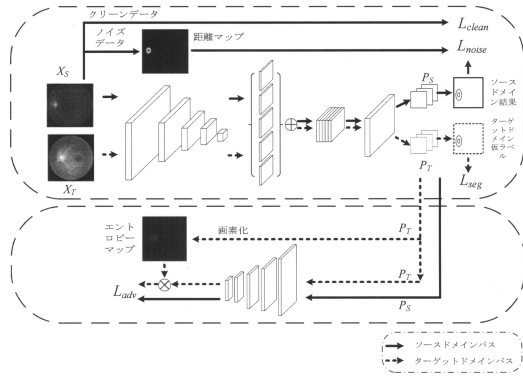 クリーンデータ
L_clean
ノイズ
データ
距離マップ
L_noise
X_S
P_S
ソース
ドメイ
ン結果
ターゲット
ドメイン
仮ラベ
ル
X_T
P_T
L_seg
エント
ロピー
マップ
画素化
P_T
P_T
L_adv
P_S
ソースドメインパス
ターゲットドメインパス